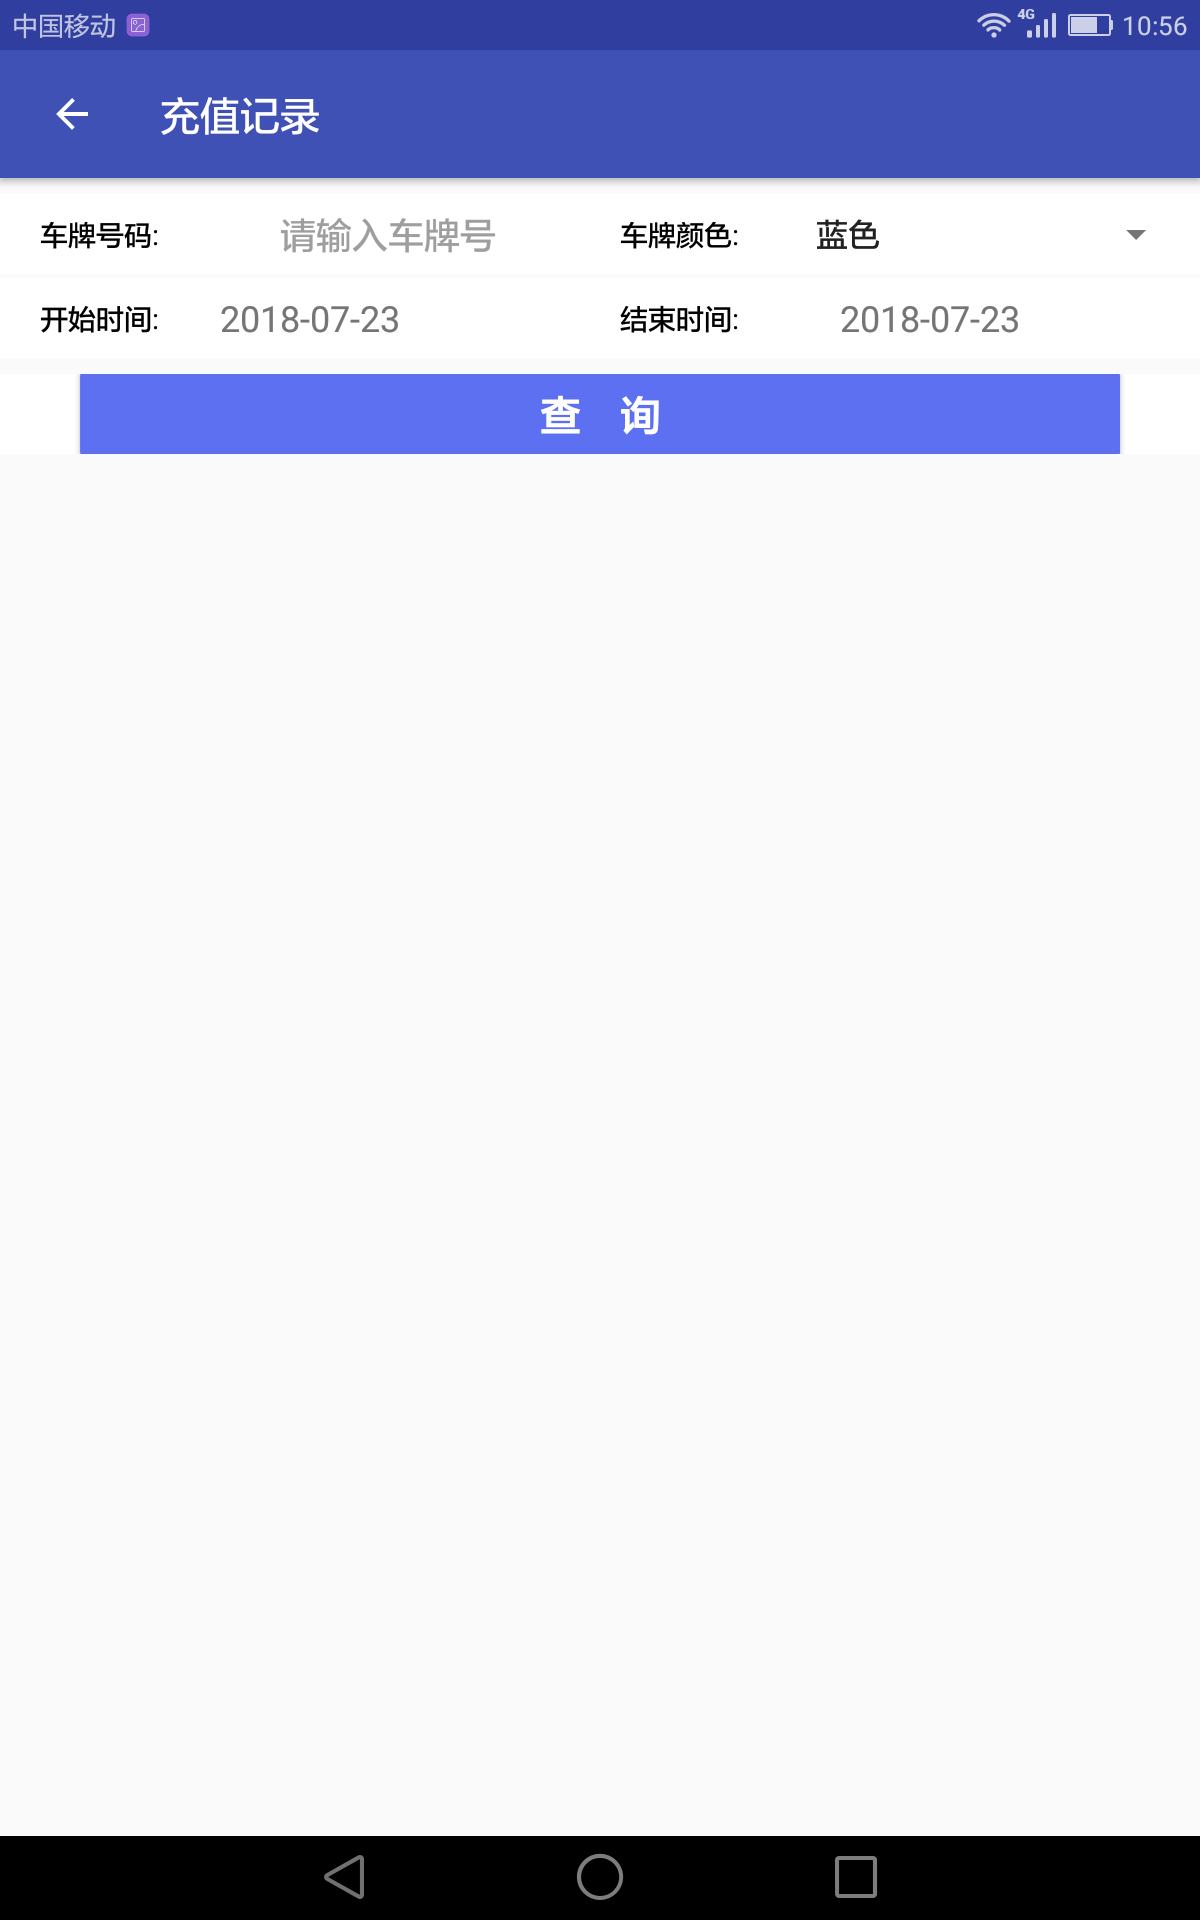 中国移动 4G 10:56
充值记录
车牌号码: 请输入车牌号 车牌颜色: 蓝色
开始时间: 2018-07-23 结束时间: 2018-07-23
查 询